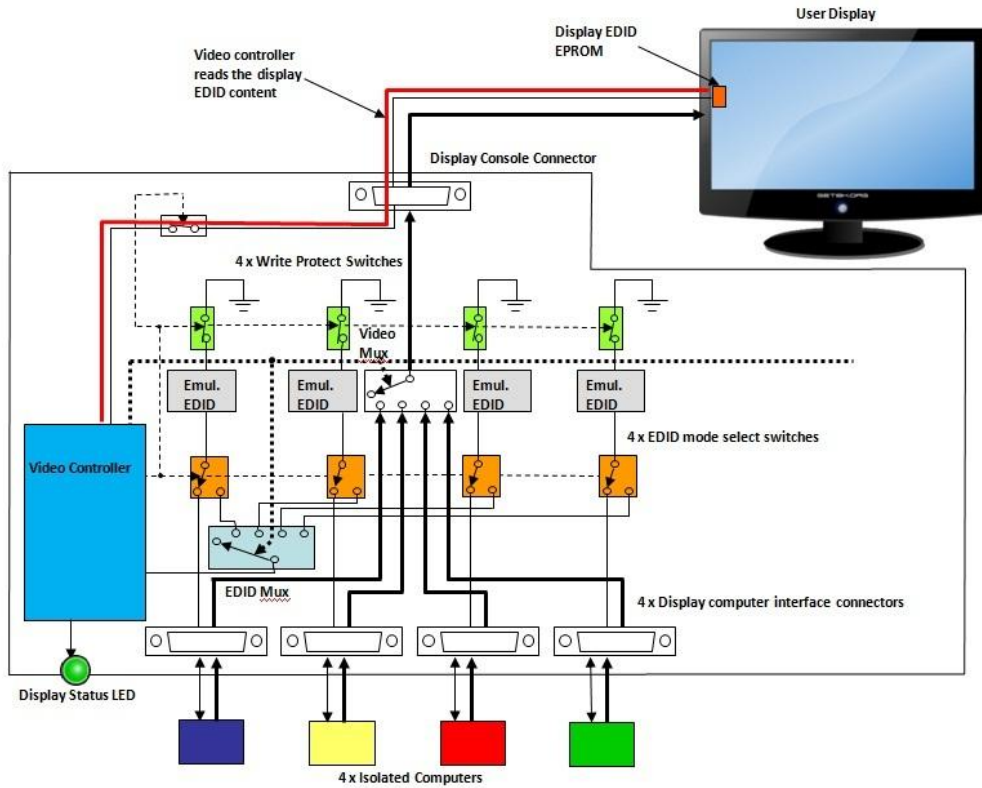 User Display
Display EDID
EPROM
Video controller
reads the display
EDID content
Display Console Connector
4 x Write Protect Switches
Video
Mux
Emul.
EDID
Emul.
EDID
Emul.
EDID
Emul.
EDID
4 x EDID mode select switches
Video Controller
EDID Mux
4 x Display computer interface connectors
Display Status LED
4 x Isolated Computers